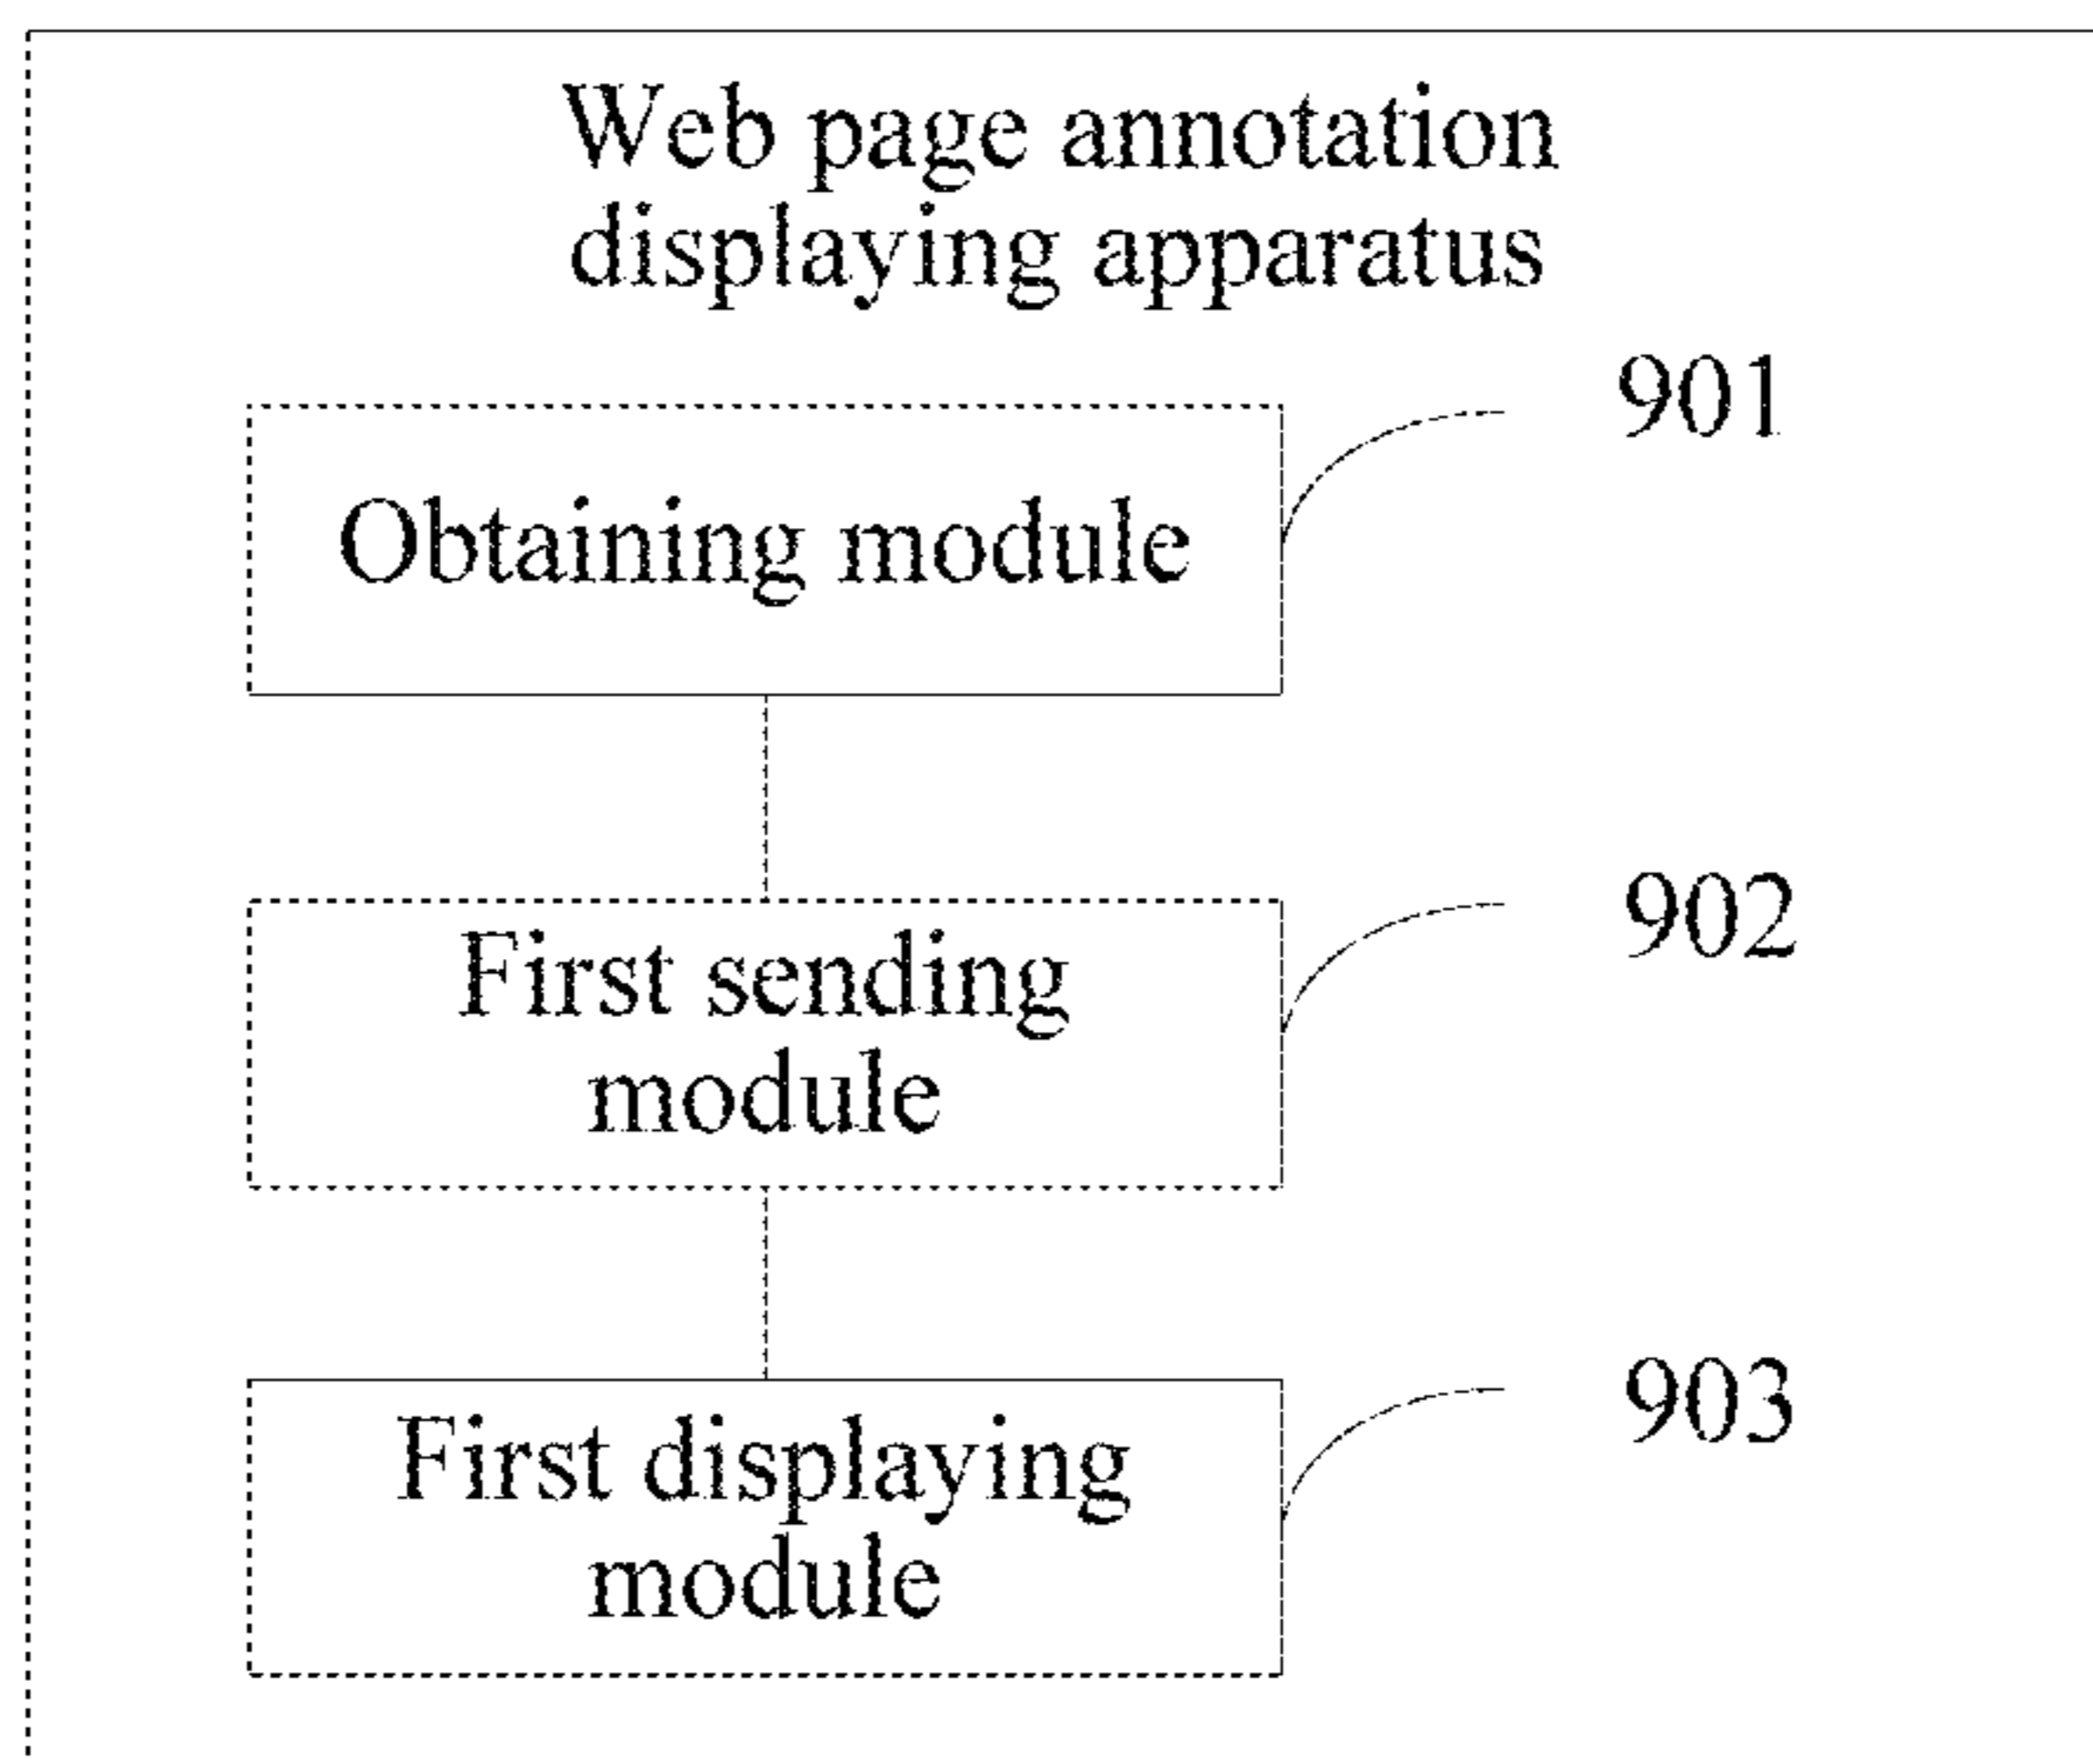 Web page annotation
displaying apparatus
901
Obtaining module
902
First sending
module
903
First displaying
module